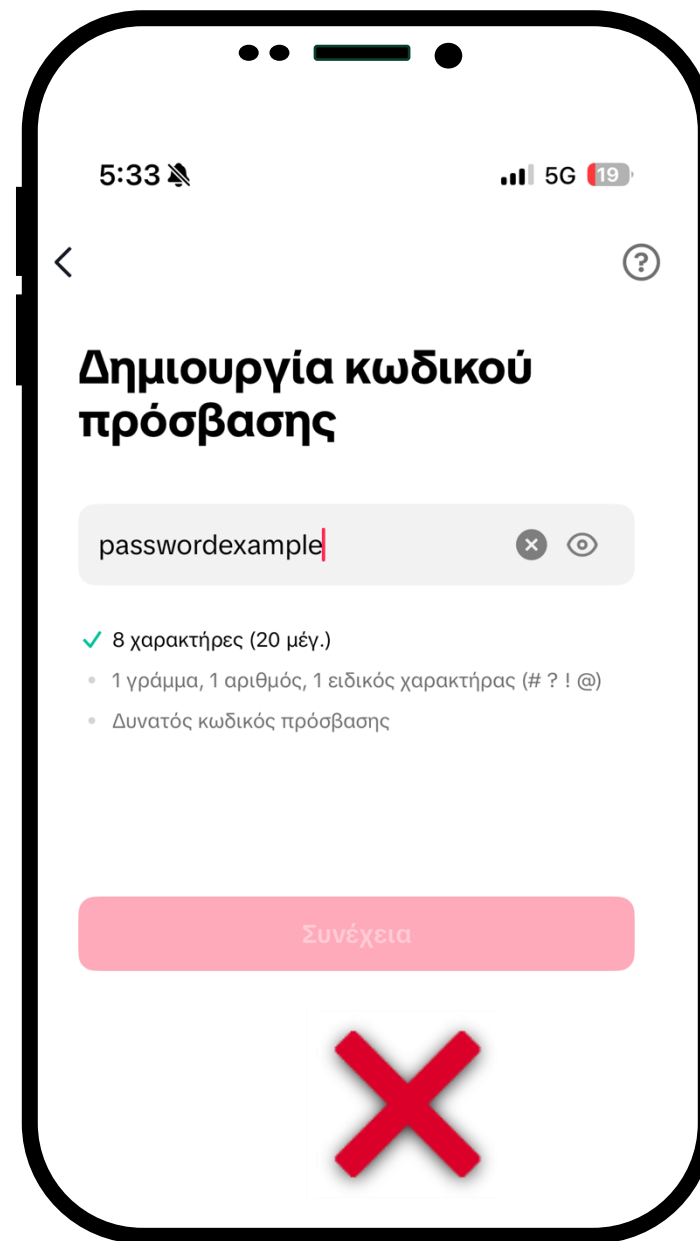 5:33 5G 19
?
Δημιουργία κωδικού
πρόσβασης
passwordexample
8 χαρακτήρες (20 μέγ.)
1 γράμμα, 1 αριθμός, 1 ειδικός χαρακτήρας (# ? ! @)
Δυνατός κωδικός πρόσβασης
Συνέχεια